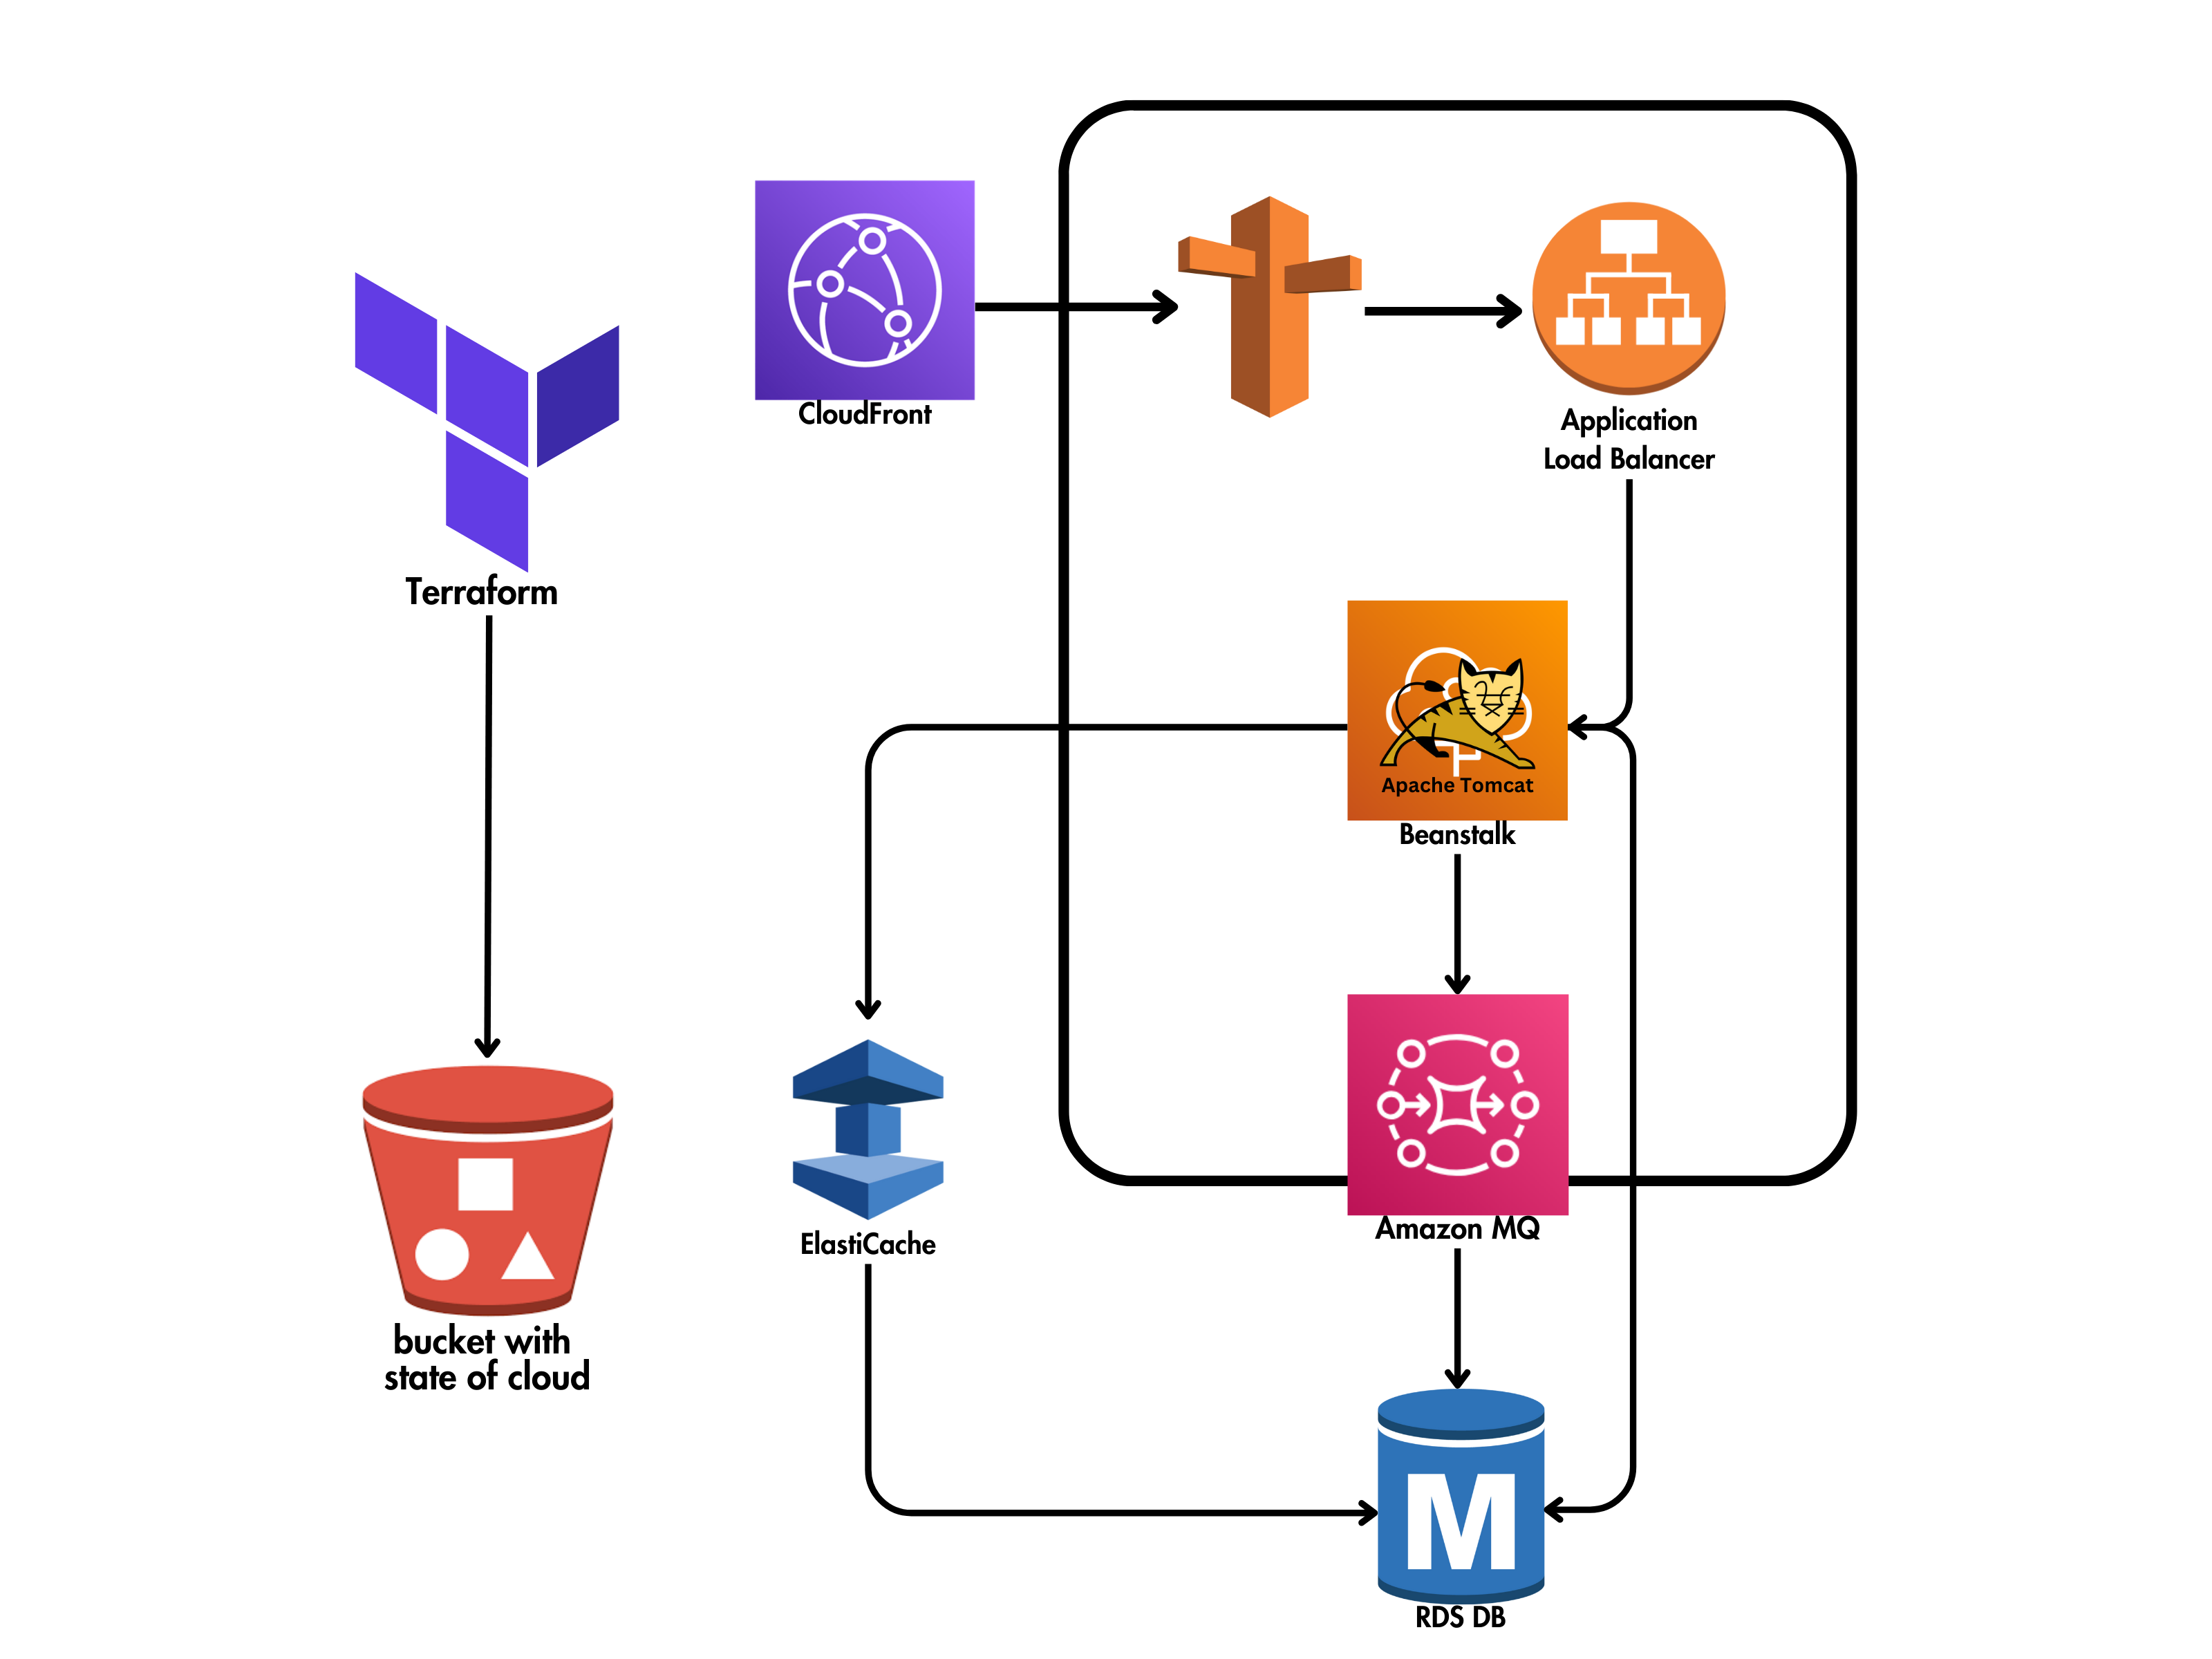 CloudFront
Application
Load Balancer
Terraform
Apache Tomcat
Beanstalk
Amazon MQ
ElastiCache
bucket with
state of cloud
M
RDS DB